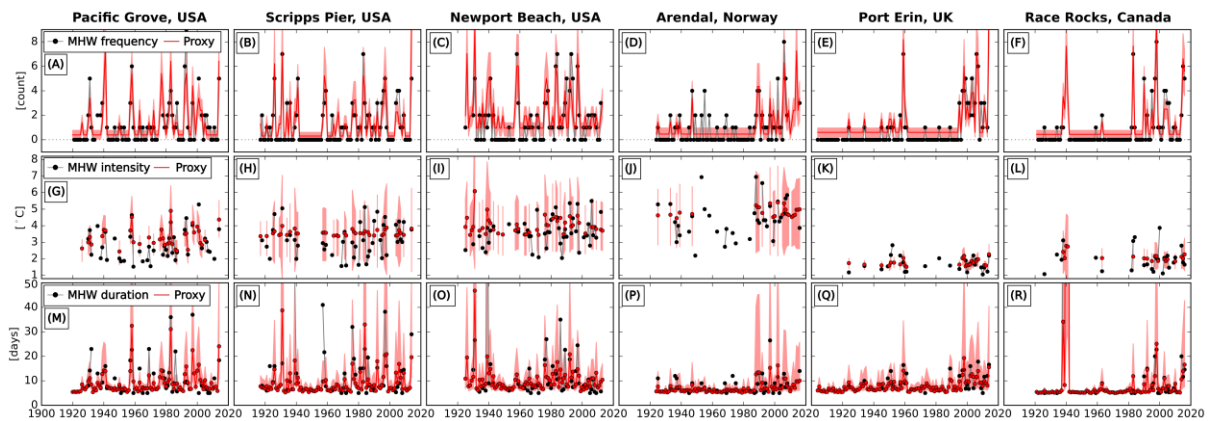 Pacific Grove, USA
Scripps Pier, USA
Newport Beach, USA
Arendal, Norway
Port Erin, UK
Race Rocks, Canada
MHW frequency Proxy
(A) (B) (C) (D) (E) (F)
[count]
8
6
4
2
0
MHW intensity Proxy
(G) (H) (I) (J) (K) (L)
[°C]
8
7
6
5
4
3
2
1
MHW duration Proxy
(M) (N) (O) (P) (Q) (R)
[days]
50
40
30
20
10
0
1900 1920 1940 1960 1980 2000 2020
1920 1940 1960 1980 2000 2020
1920 1940 1960 1980 2000 2020
1920 1940 1960 1980 2000 2020
1920 1940 1960 1980 2000 2020
1920 1940 1960 1980 2000 2020